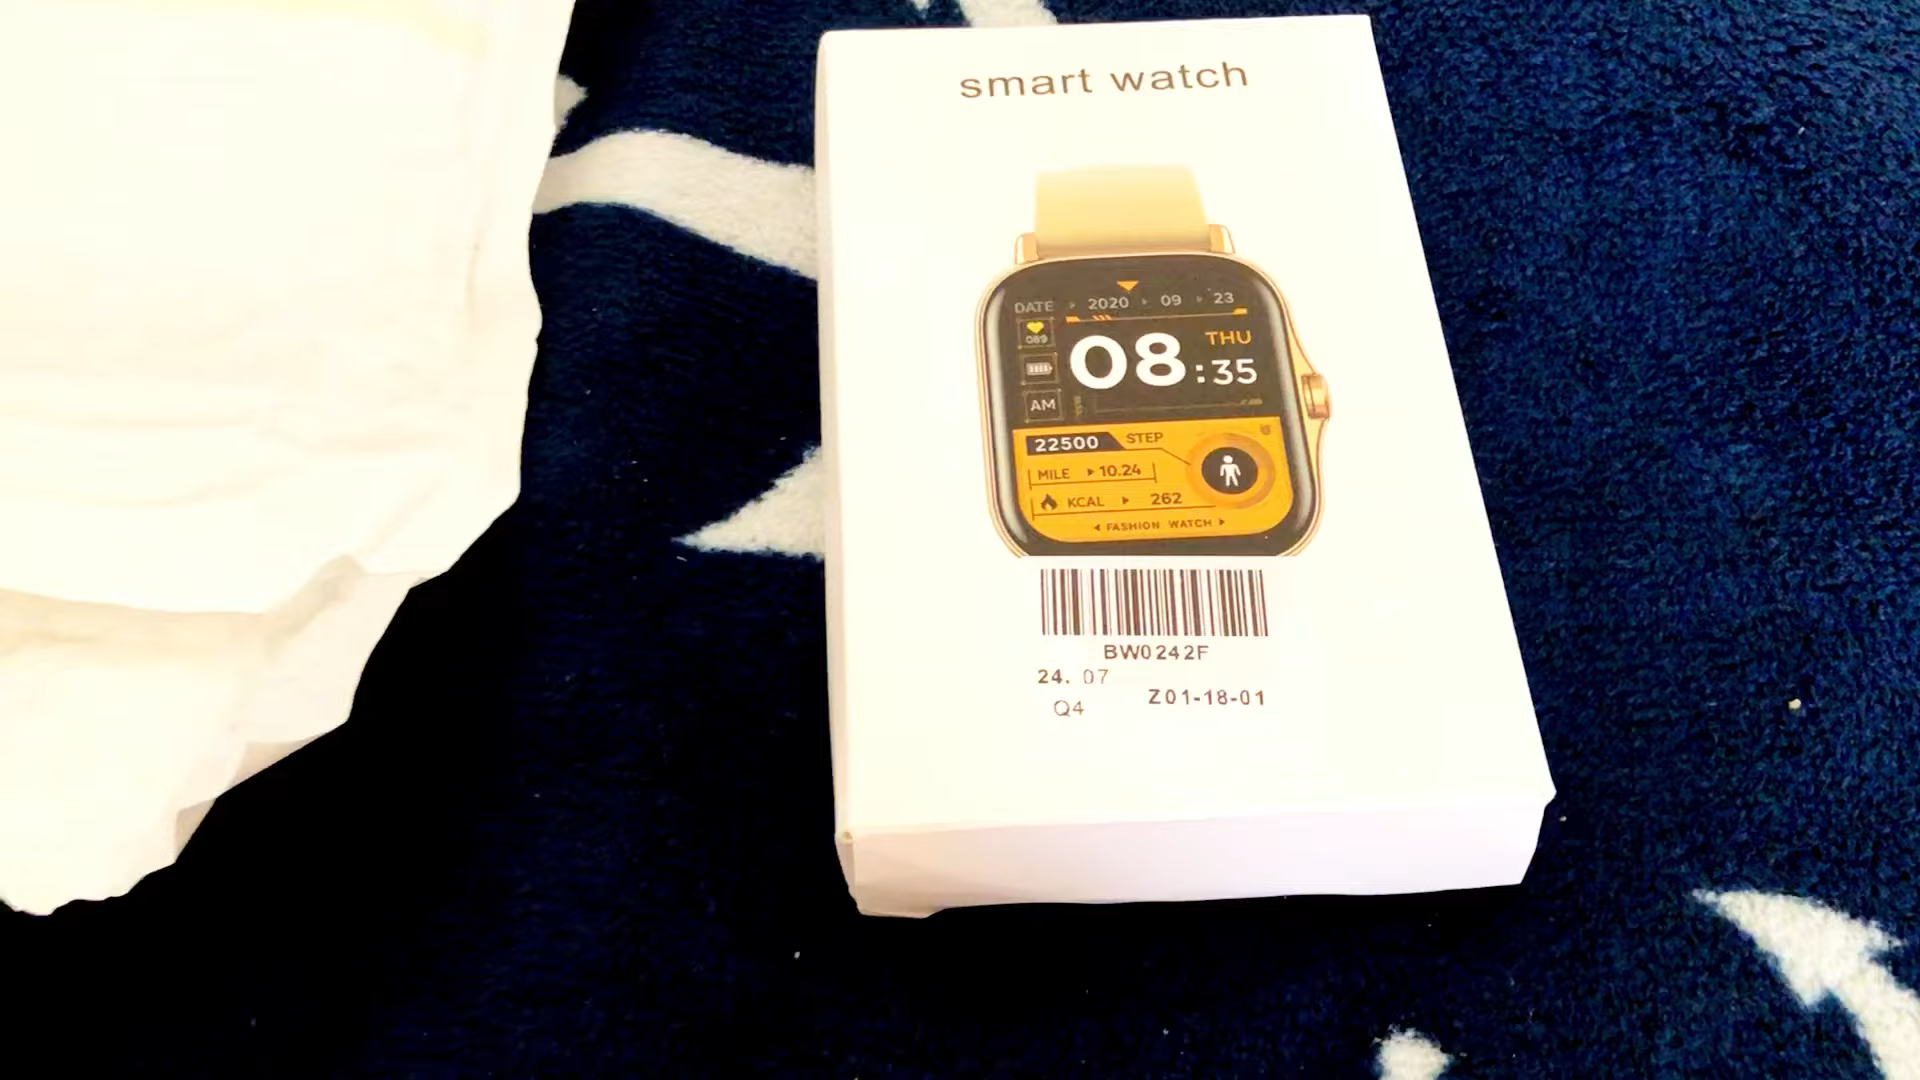 smart watch
DATE 2020 09 23
089
THU
08:35
AM
22500 STEP
MILE 10.24
KCAL 262
FASHION WATCH
BW0242F
24. 07
Q4 Z01-18-01